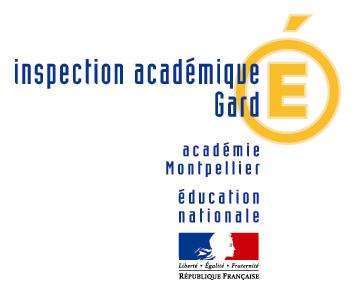 inspection académique
Gard
É
académie
Montpellier
éducation
nationale
Liberté • Égalité • Fraternité
RÉPUBLIQUE FRANÇAISE